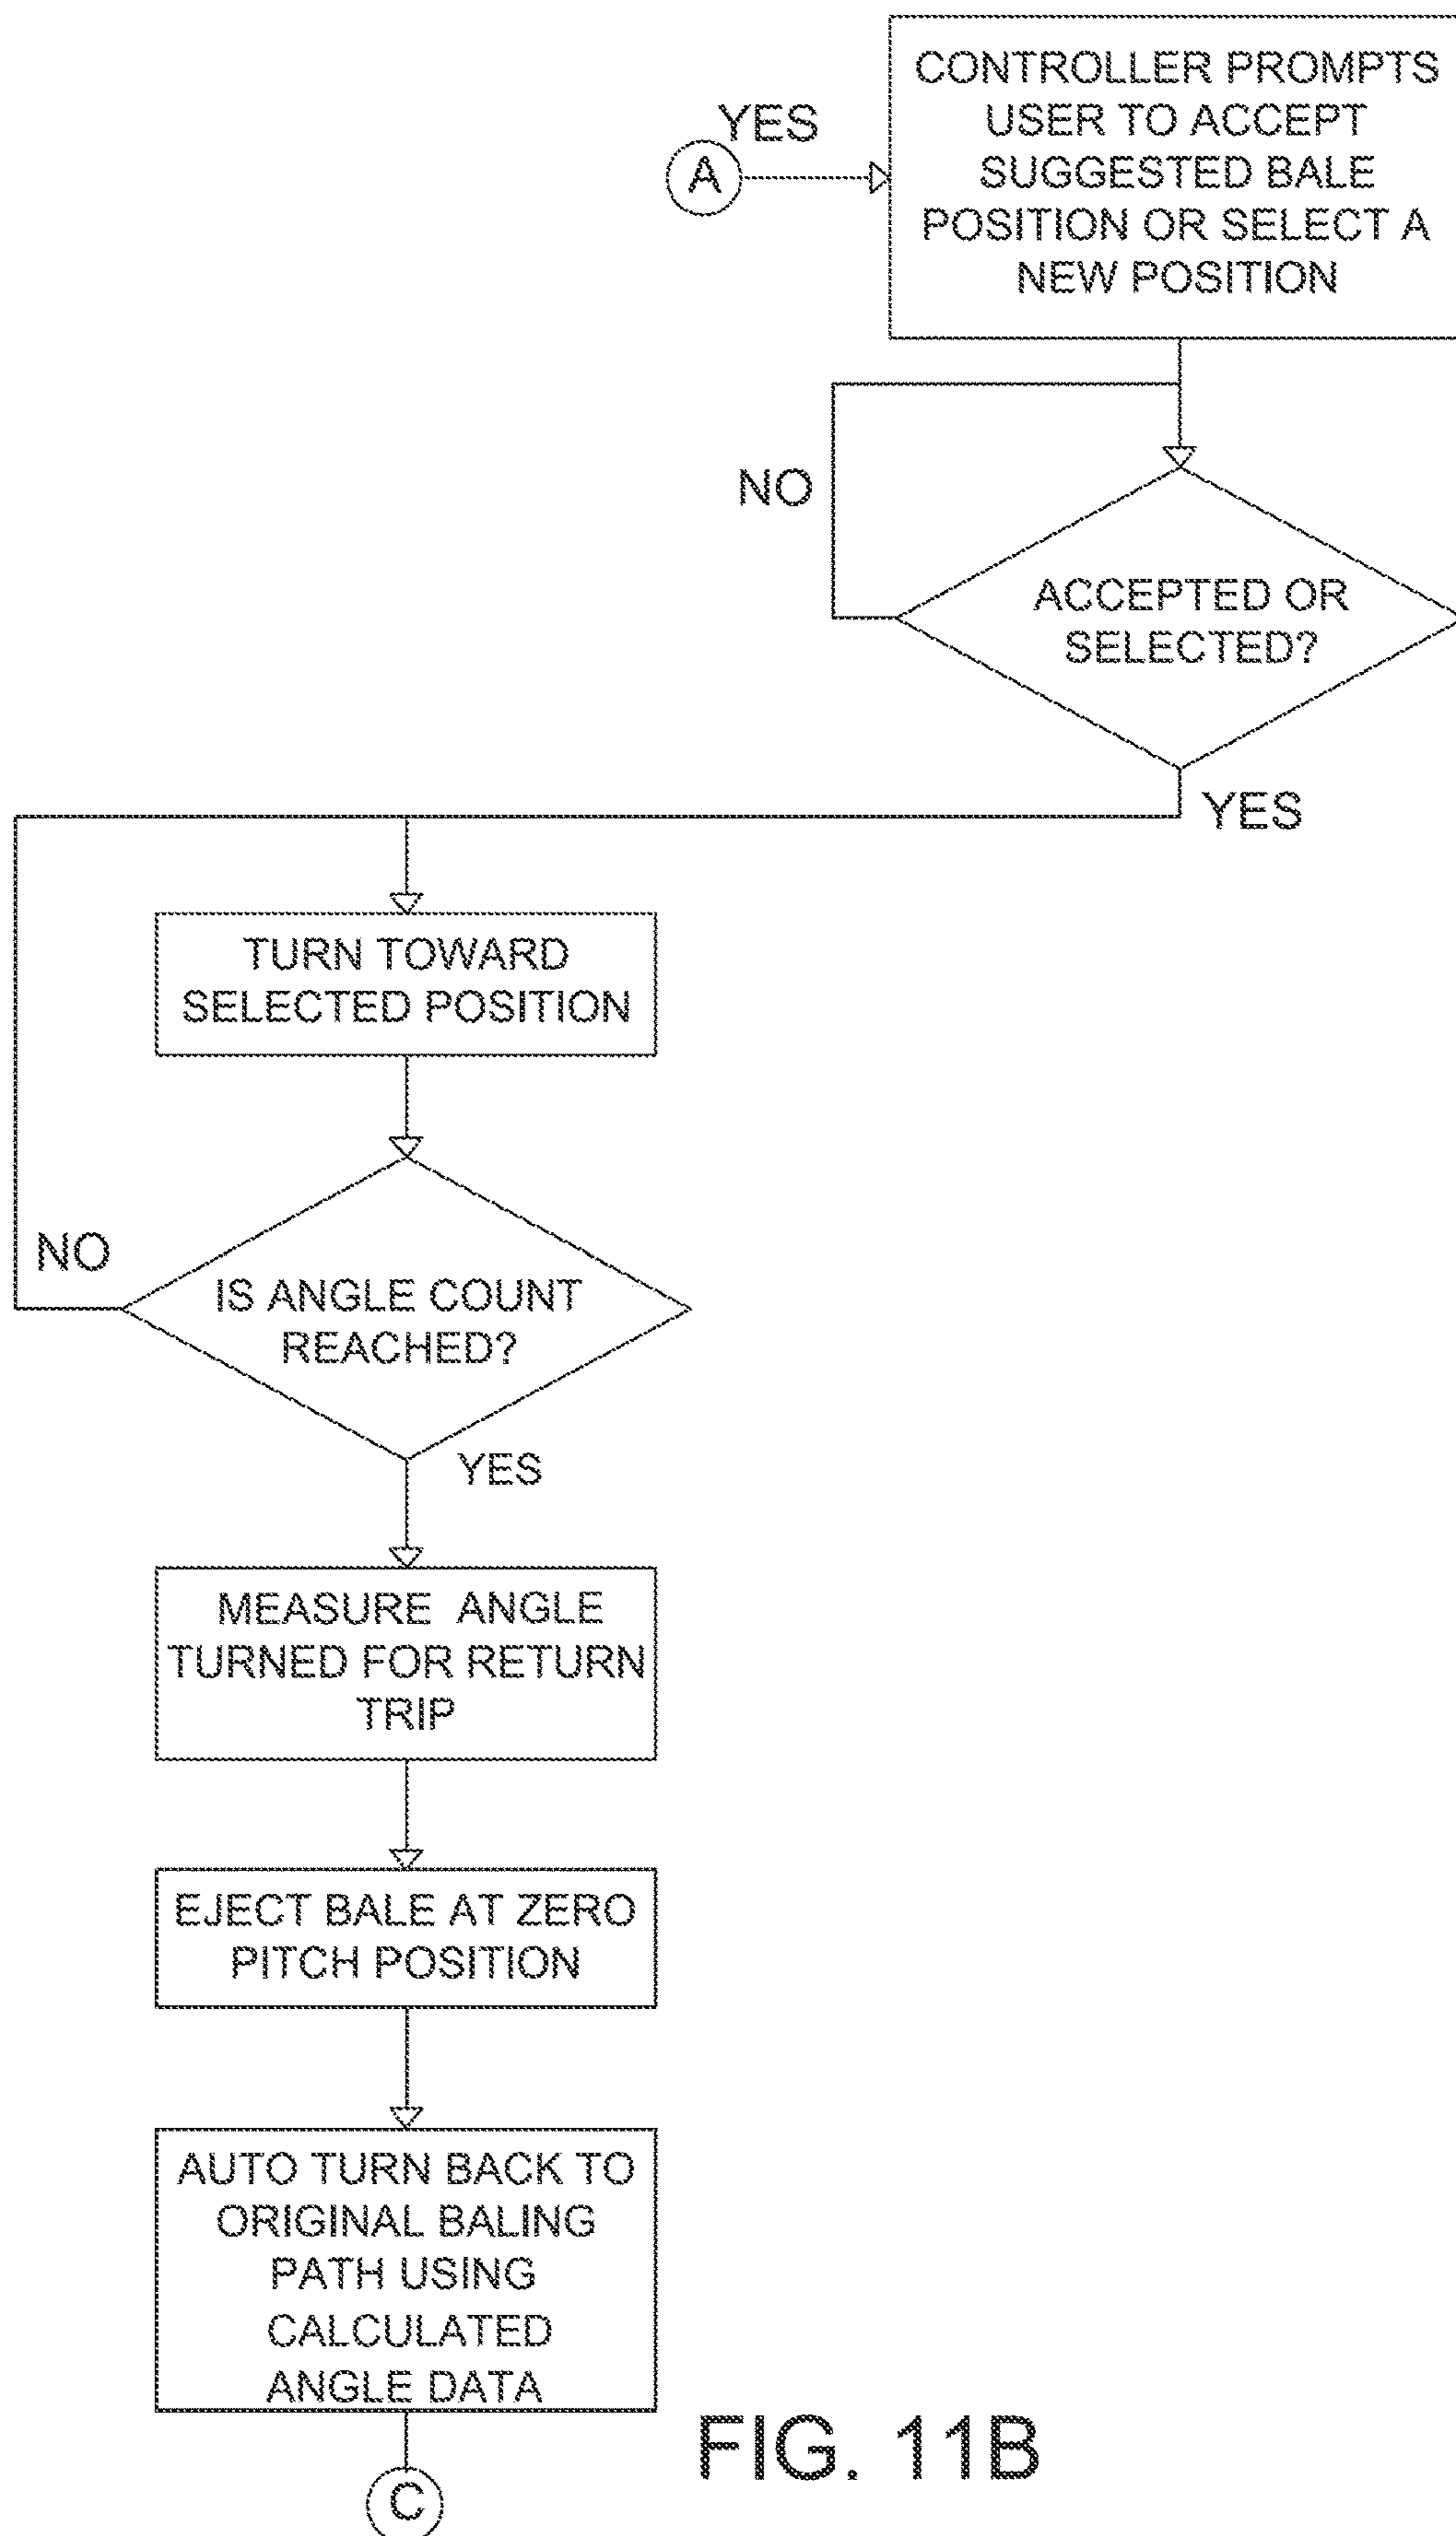 YES
A
CONTROLLER PROMPTS
USER TO ACCEPT
SUGGESTED BALE
POSITION OR SELECT A
NEW POSITION
NO
ACCEPTED OR
SELECTED?
YES
TURN TOWARD
SELECTED POSITION
NO
IS ANGLE COUNT
REACHED?
YES
MEASURE ANGLE
TURNED FOR RETURN
TRIP
EJECT BALE AT ZERO
PITCH POSITION
AUTO TURN BACK TO
ORIGINAL BALING
PATH USING
CALCULATED
ANGLE DATA
C
FIG. 11B